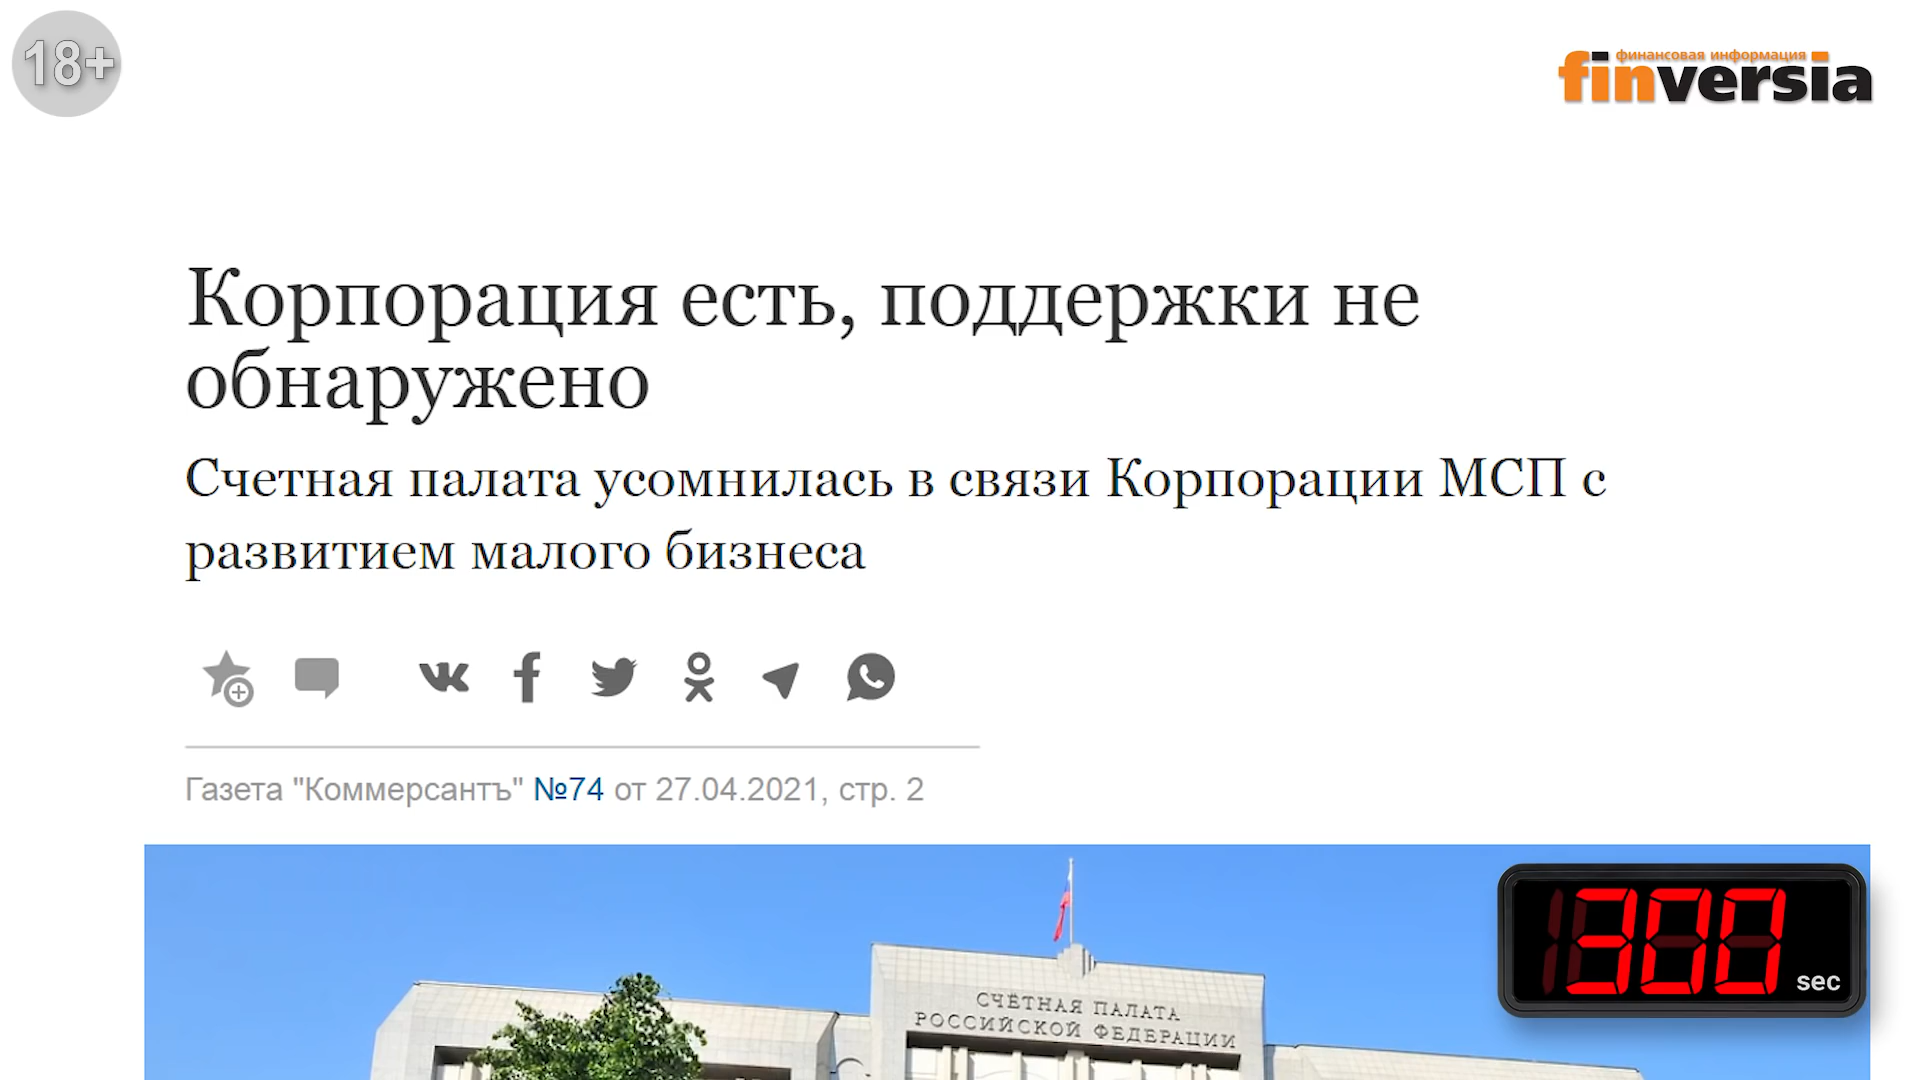 18+
финансовая информация
finversia
Корпорация есть, поддержки не
обнаружено
Счетная палата усомнилась в связи Корпорации МСП с
развитием малого бизнеса
Газета "Коммерсантъ" №74 от 27.04.2021, стр. 2
СЧЁТНАЯ ПАЛАТА
РОССИЙСКОЙ ФЕДЕРАЦИИ
300 sec